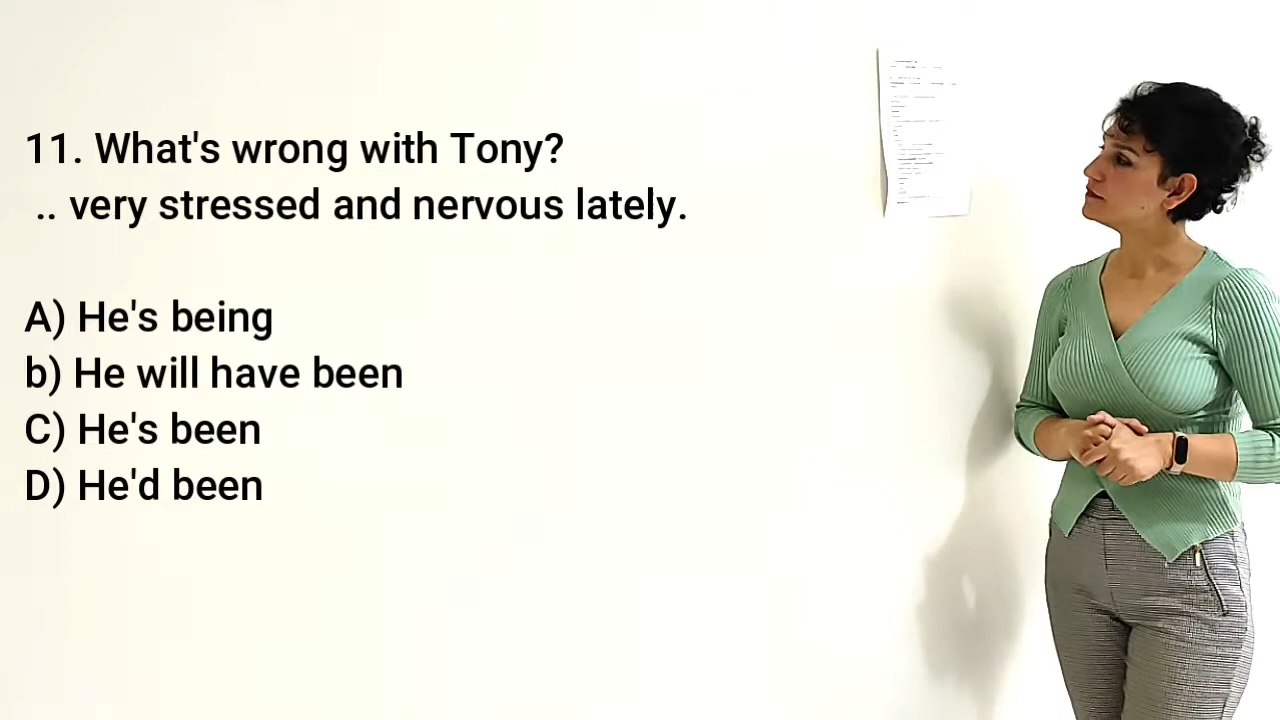 11. What's wrong with Tony?
.. very stressed and nervous lately.
A) He's being
b) He will have been
C) He's been
D) He'd been